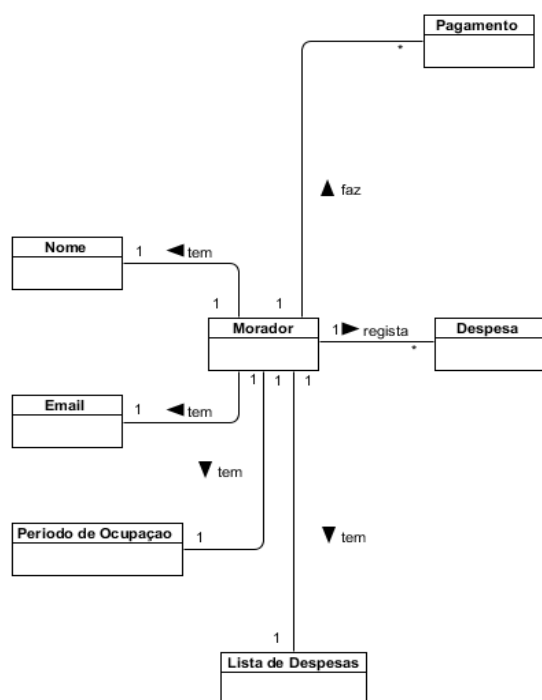 Pagamento
*
faz
Nome
1
tem
1
1
Morador
1
regista
*
Despesa
Email
1
tem
1
1
1
tem
Periodo de Ocupaçao
1
tem
1
Lista de Despesas